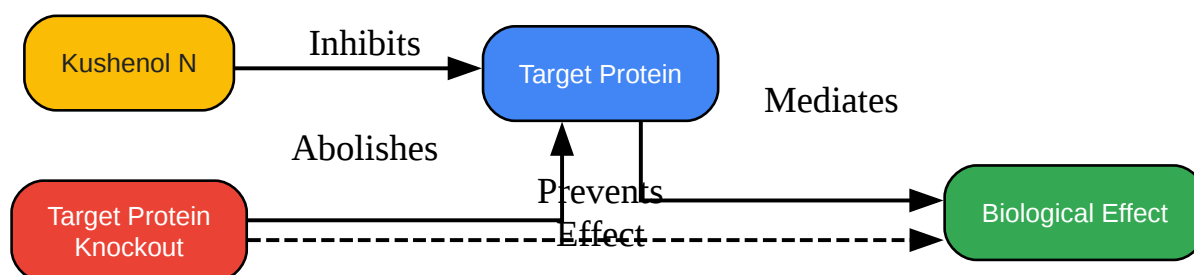 Kushenol N
Inhibits
Target Protein
Mediates
Abolishes
Prevents
Effect
Target Protein
Knockout
Biological Effect